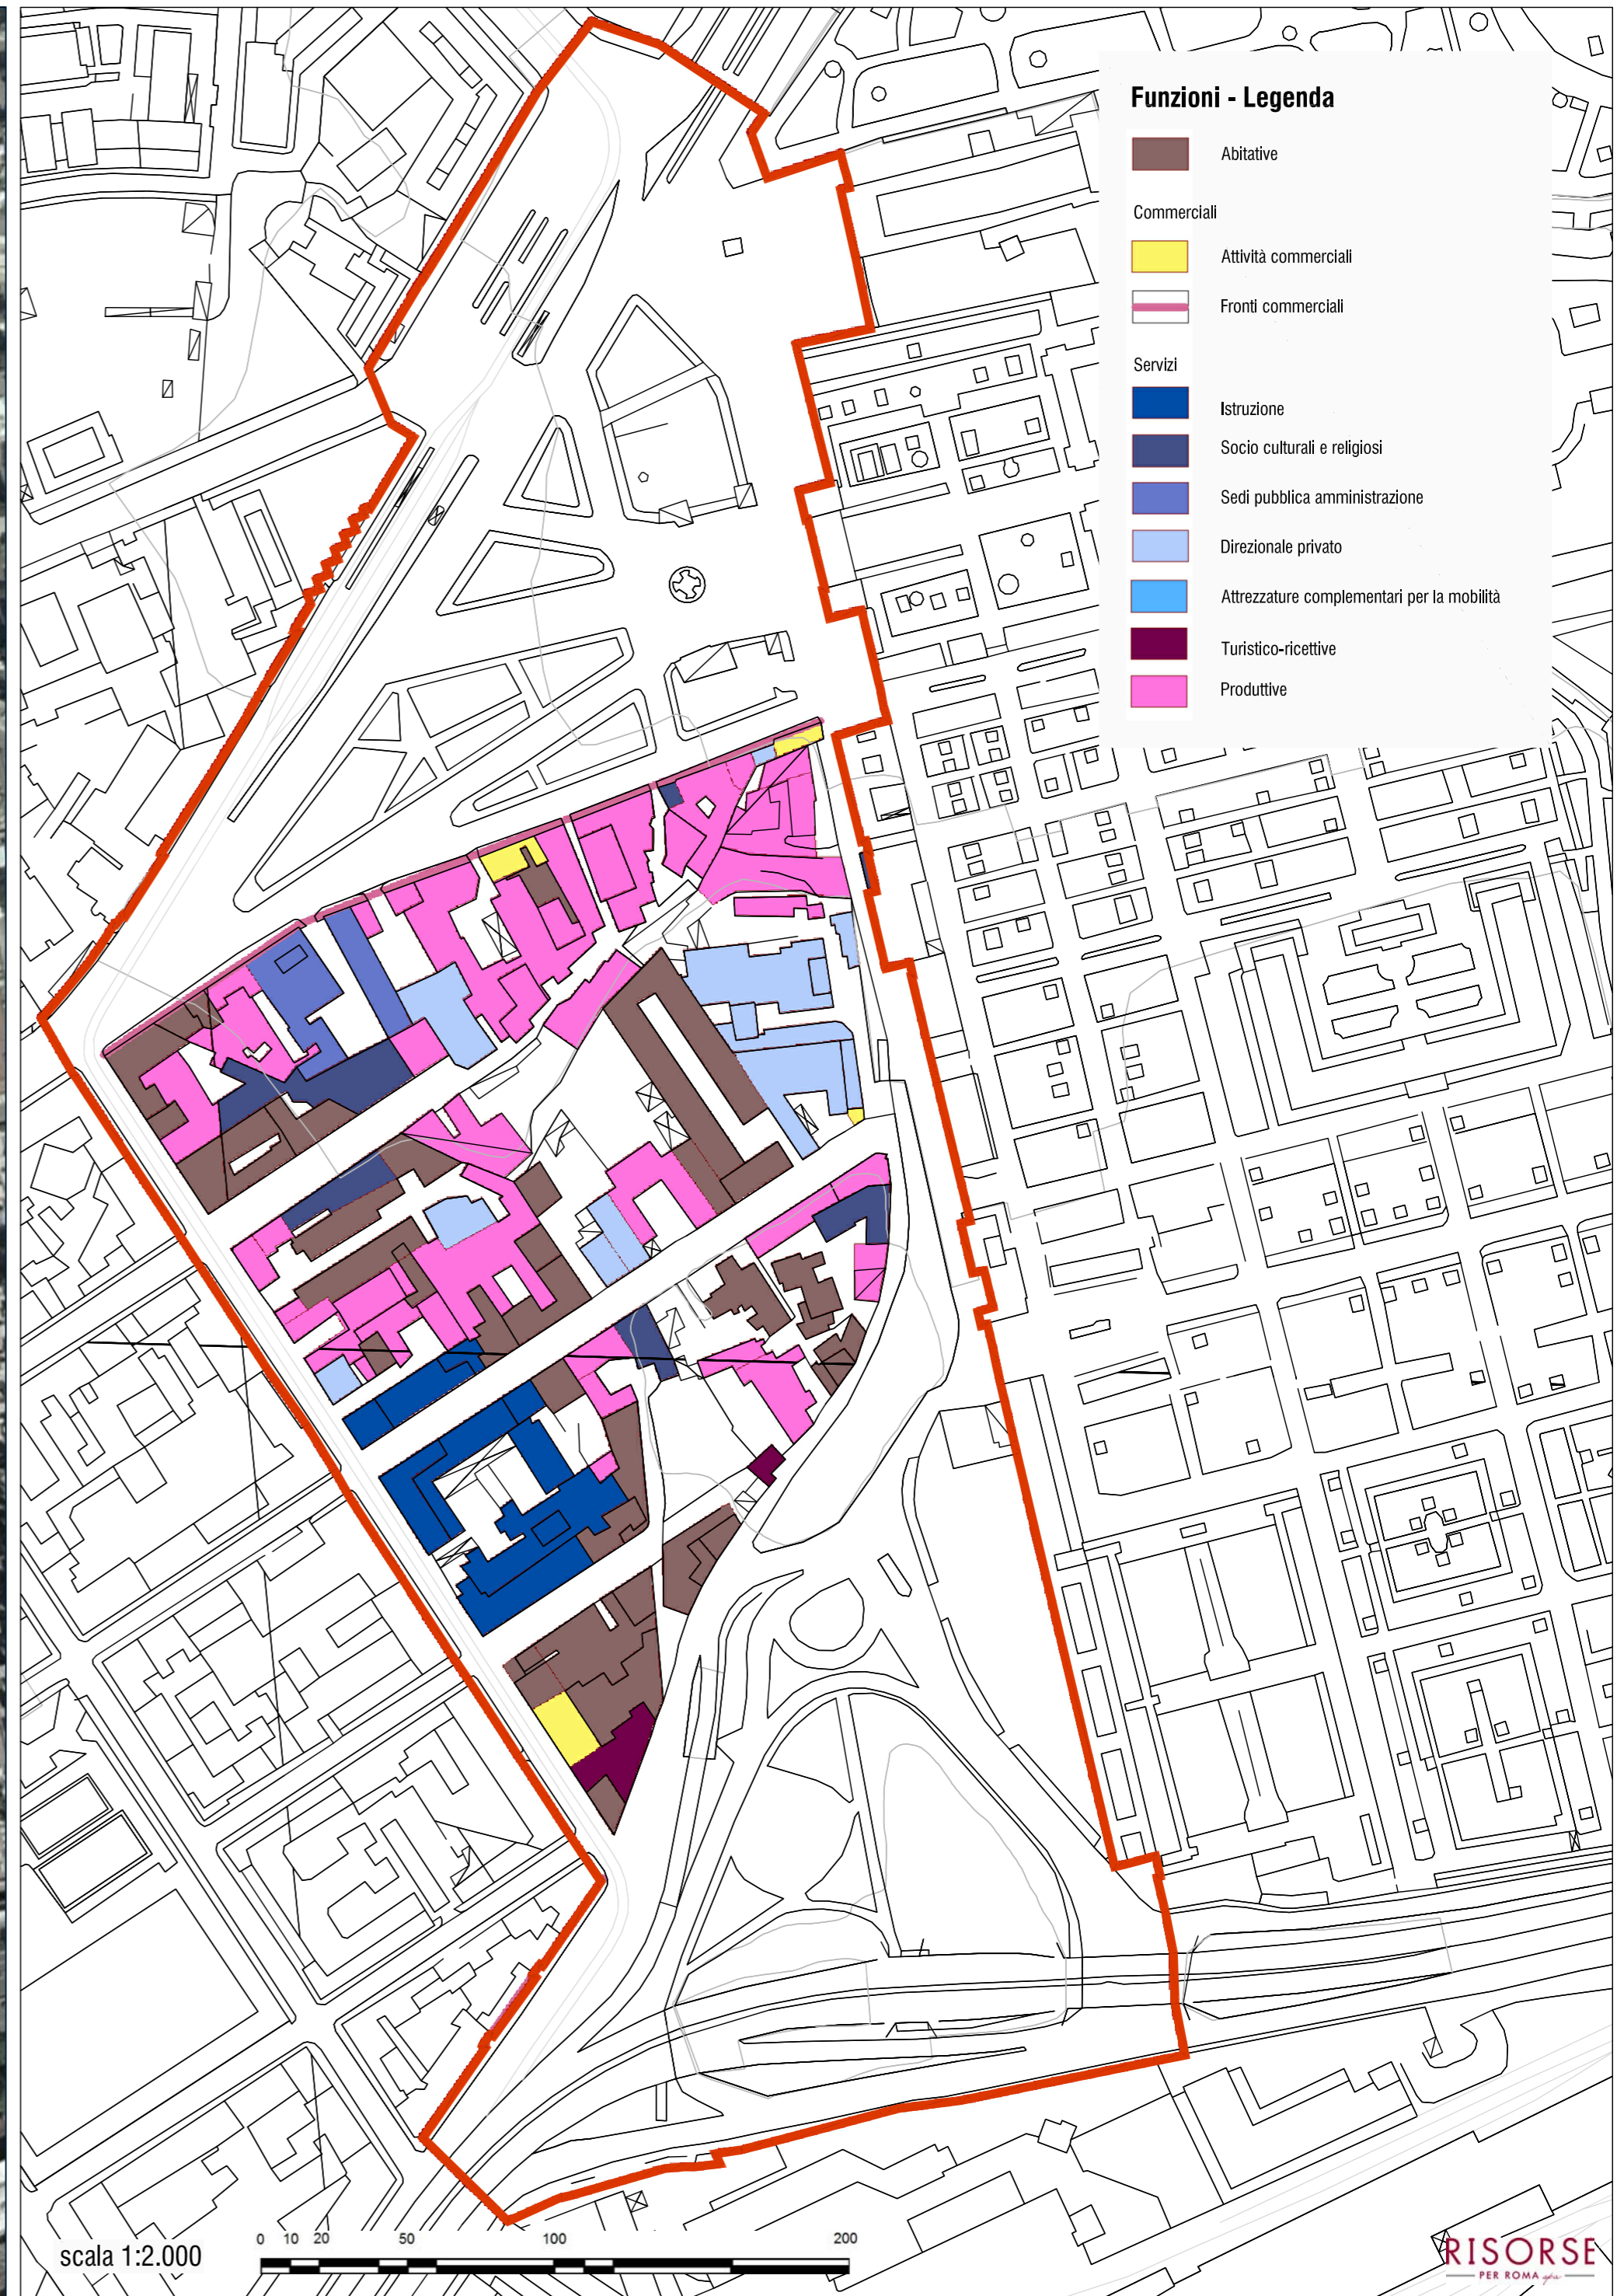 Funzioni - Legenda
Abitative
Commerciali
Attività commerciali
Fronti commerciali
Servizi
Istruzione
Socio culturali e religiosi
Sedi pubblica amministrazione
Direzionale privato
Attrezzature complementari per la mobilità
Turistico-ricettive
Produttive
scala 1:2.000
0 10 20 50 100 200
RISORSE
PER ROMA spa